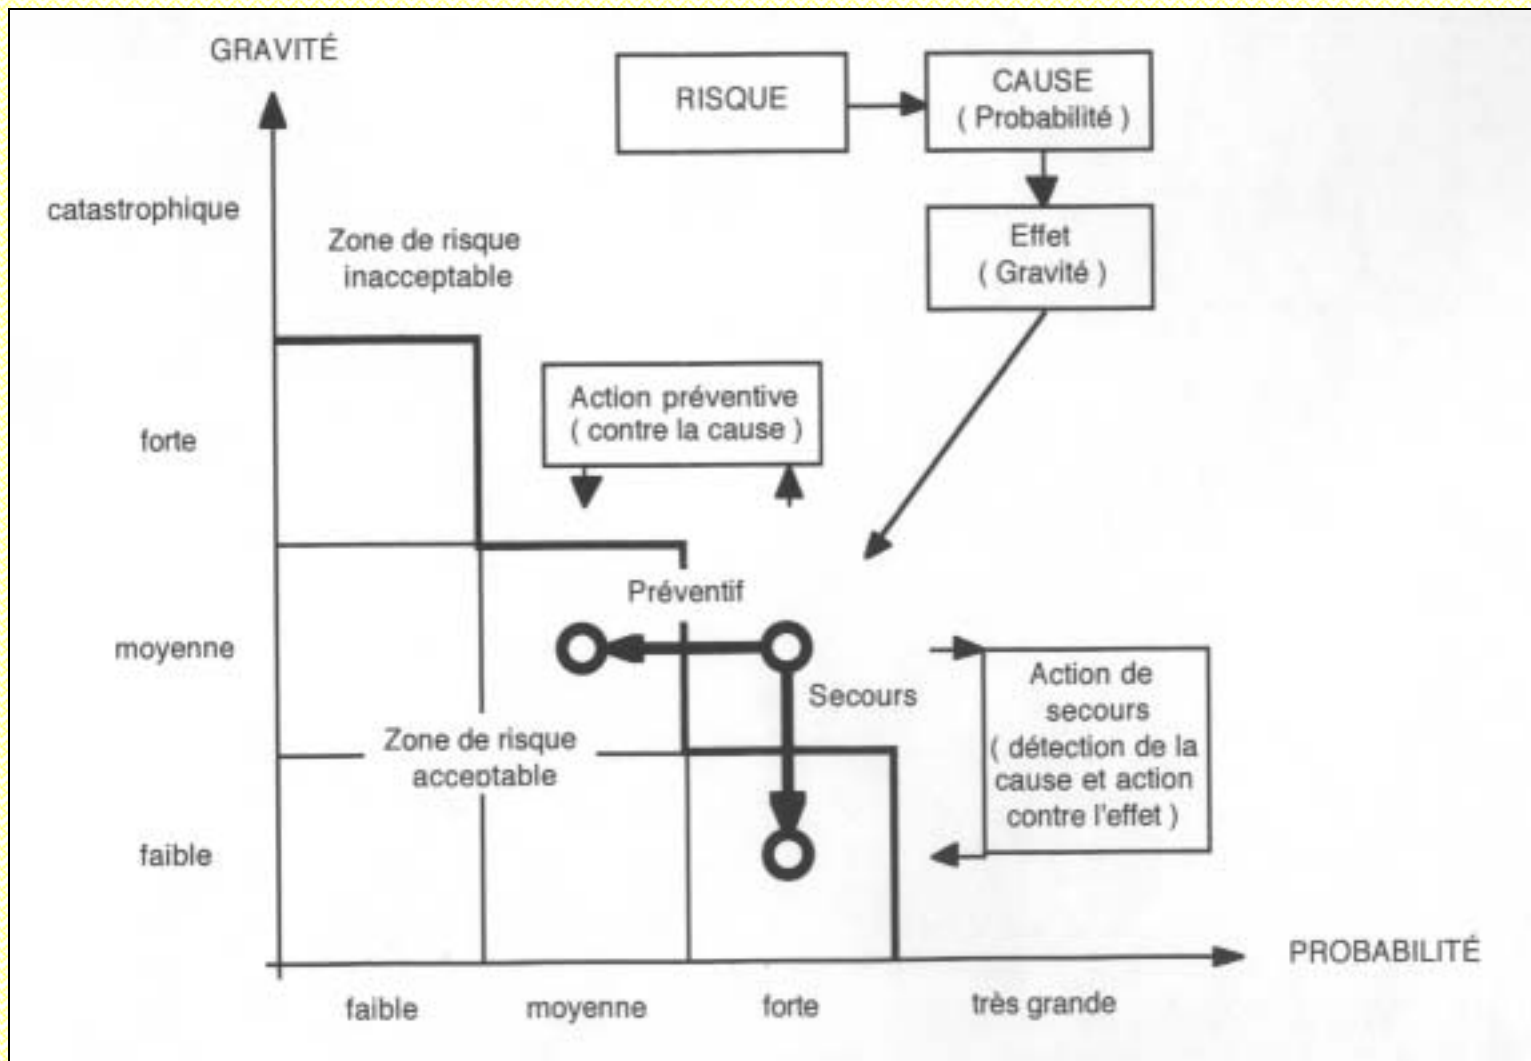 GRAVITÉ
RISQUE
CAUSE
( Probabilité )
Effet
( Gravité )
catastrophique
Zone de risque
inacceptable
Action préventive
( contre la cause )
forte
Préventif
moyenne
Secours
Action de
secours
( détection de la
cause et action
contre l'effet )
Zone de risque
acceptable
faible
PROBABILITÉ
faible
moyenne
forte
très grande